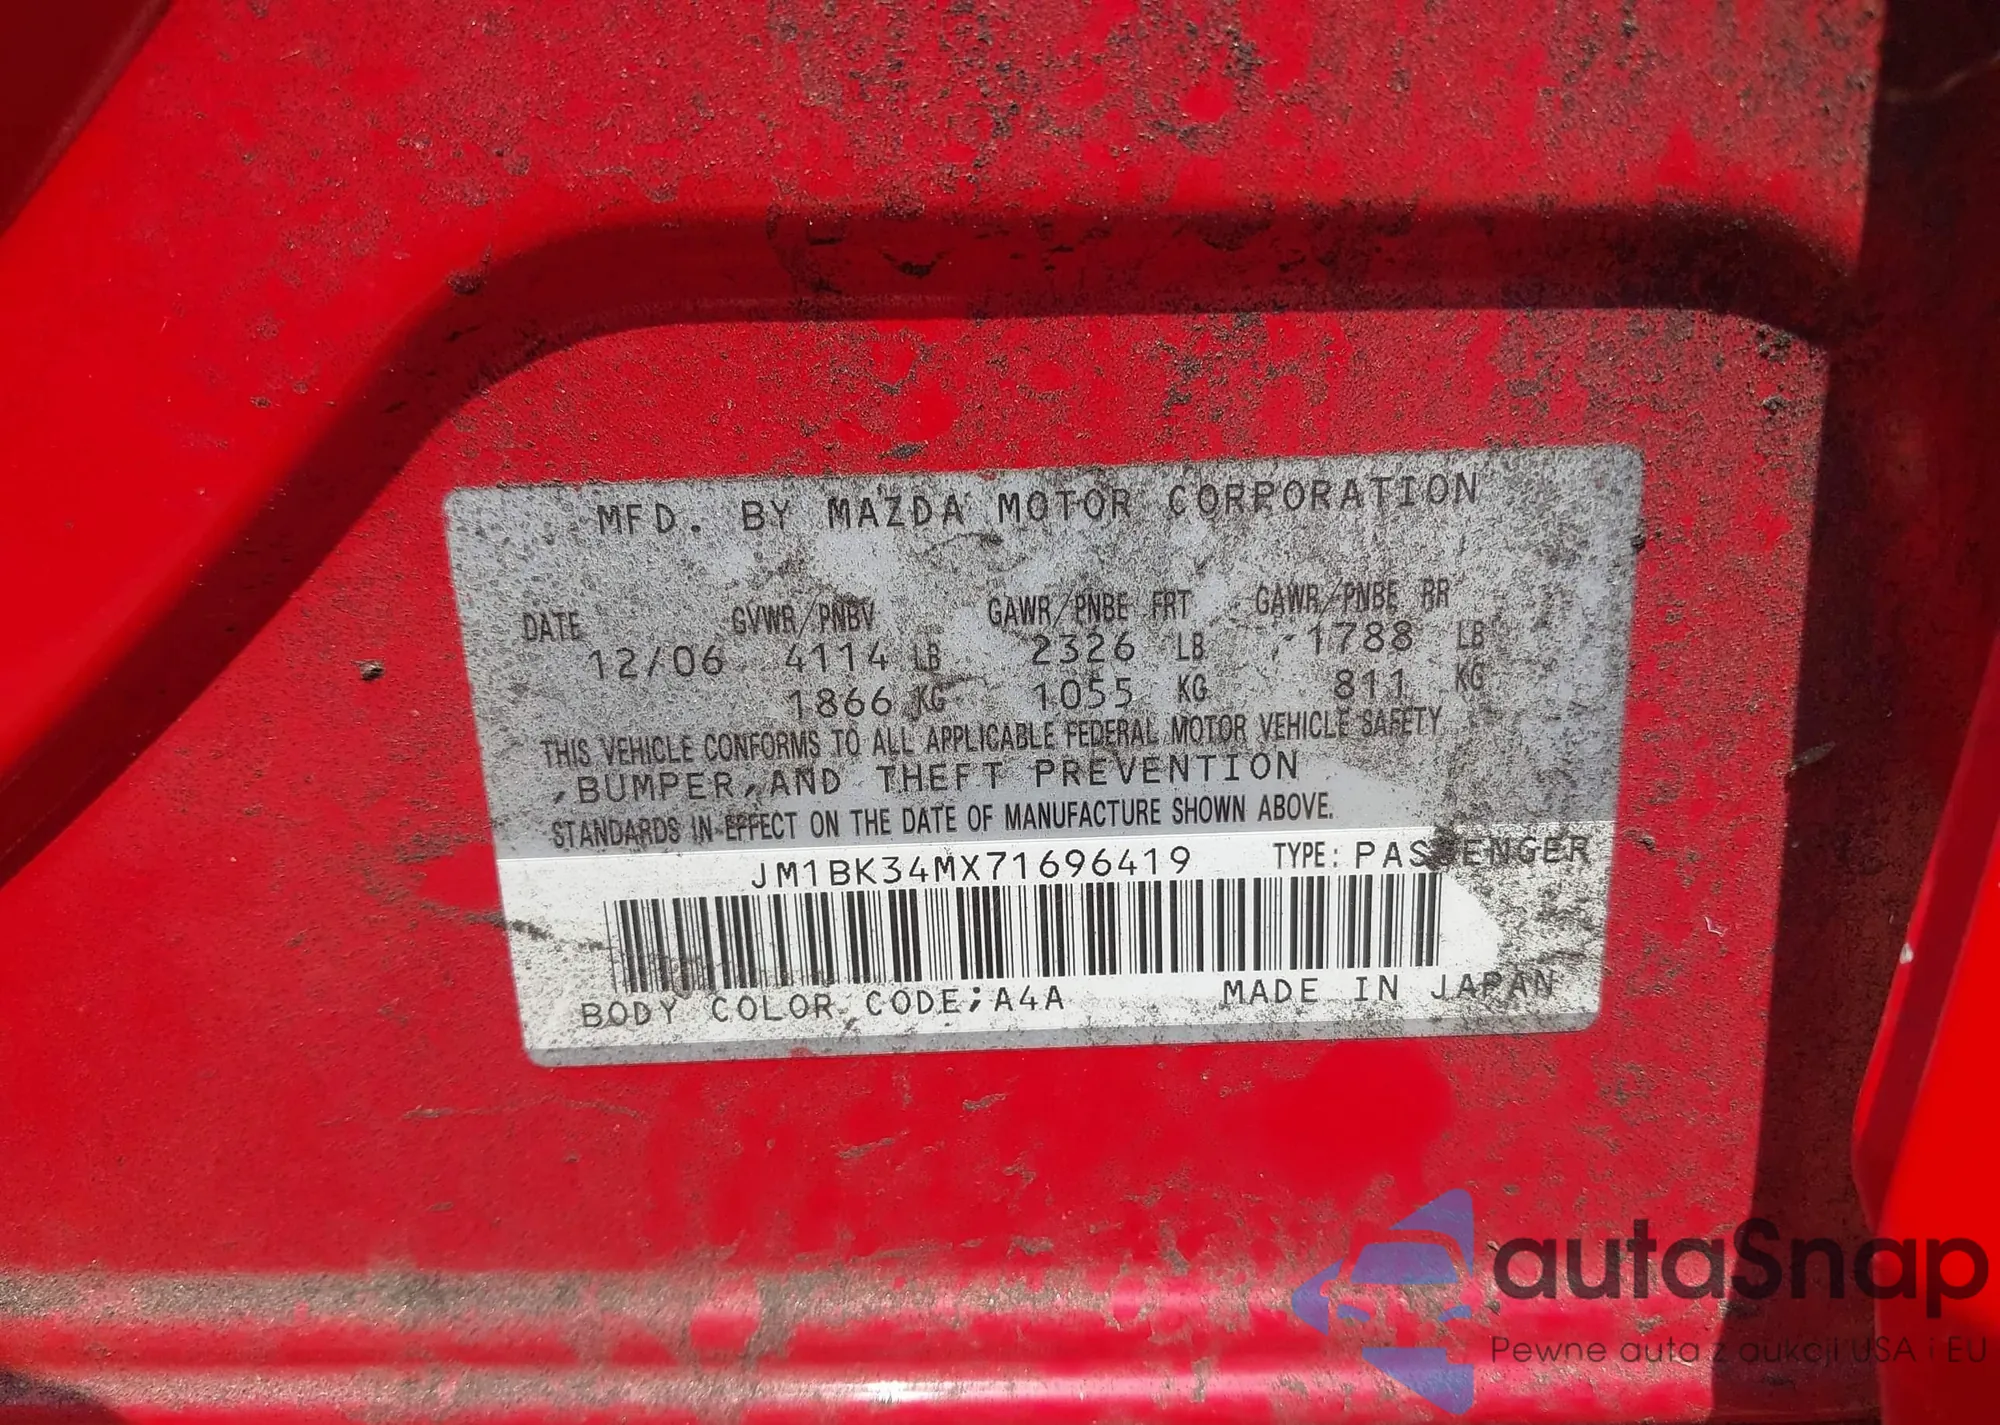 MFD. BY MAZDA MOTOR CORPORATION
DATE GVWR/PNBV GAWR/PNBE FRT GAWR/PNBE RR
12/06 4114 LB 2326 LB 1788 LB
1866 KG 1055 KG 811 KG
THIS VEHICLE CONFORMS TO ALL APPLICABLE FEDERAL MOTOR VEHICLE SAFETY
,BUMPER,AND THEFT PREVENTION
STANDARDS IN EFFECT ON THE DATE OF MANUFACTURE SHOWN ABOVE.
JM1BK34MX71696419 TYPE: PASSENGER
BODY COLOR CODE;A4A MADE IN JAPAN
autaSnap
Pewne auta z aukcji USA i EU